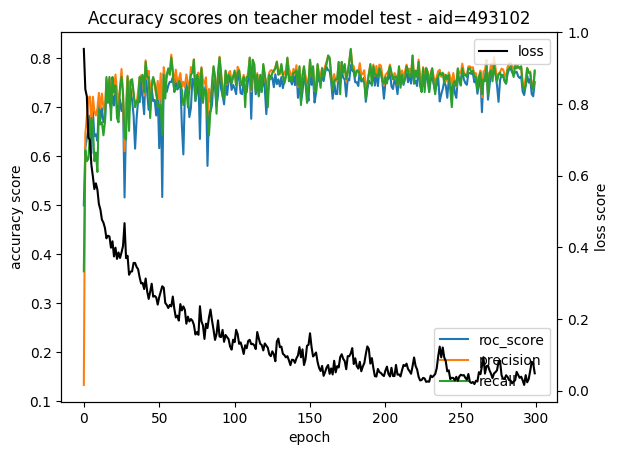 Accuracy scores on teacher model test - aid=493102
accuracy score
0.8
0.7
0.6
0.5
0.4
0.3
0.2
0.1
loss
1.0
0.8
0.6
0.4
0.2
0.0
loss score
roc_score
precision
recall
0
50
100
150
200
250
300
epoch